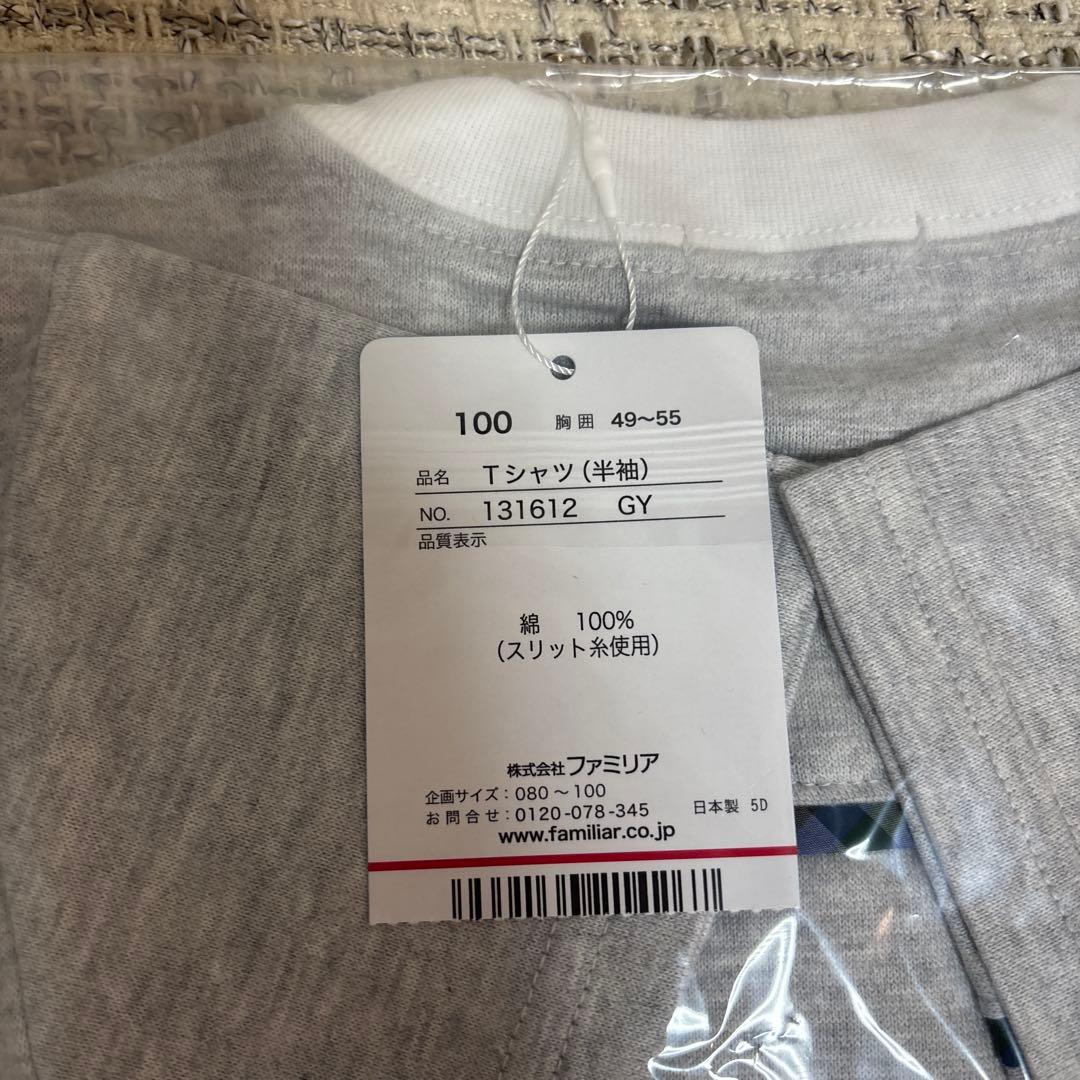 100 胸囲 49〜55
品名 Tシャツ(半袖)
NO. 131612 GY
品質表示
綿 100%
(スリット糸使用)
株式会社ファミリア
企画サイズ:080〜100
お問合せ:0120-078-345 日本製 5D
www.familiar.co.jp